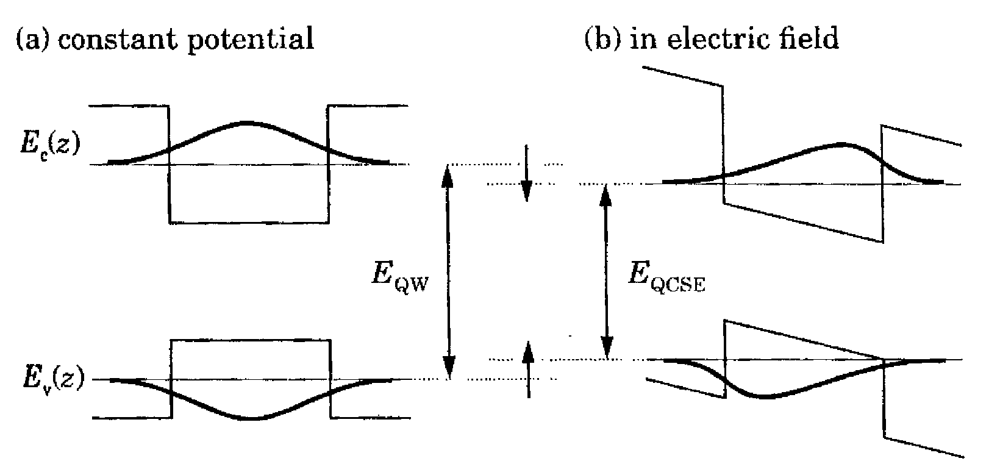 (a) constant potential
(b) in electric field
E_c(z)
E_QW
E_QCSE
E_v(z)